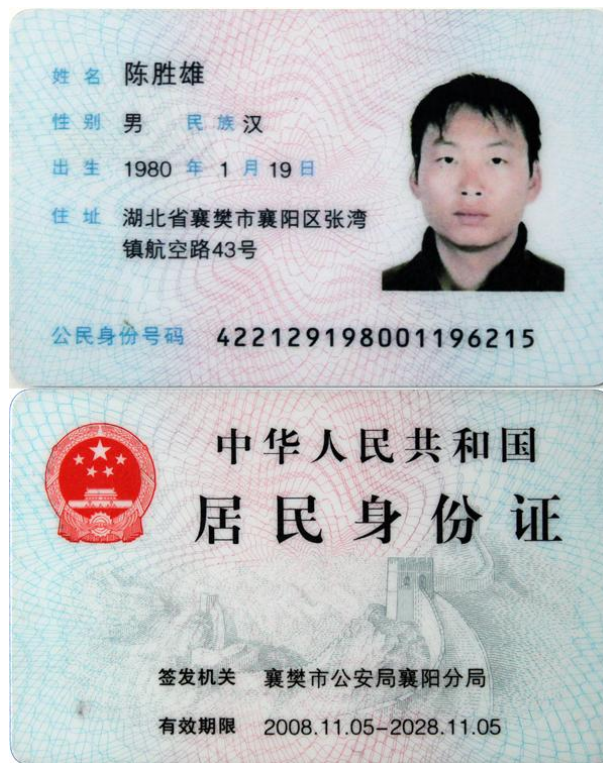 姓名 陈胜雄
性别 男 民族 汉
出生 1980 年 1 月 19 日
住址 湖北省襄樊市襄阳区张湾
镇航空路43号
公民身份号码 422129198001196215
中华人民共和国
居民身份证
签发机关 襄樊市公安局襄阳分局
有效期限 2008.11.05-2028.11.05